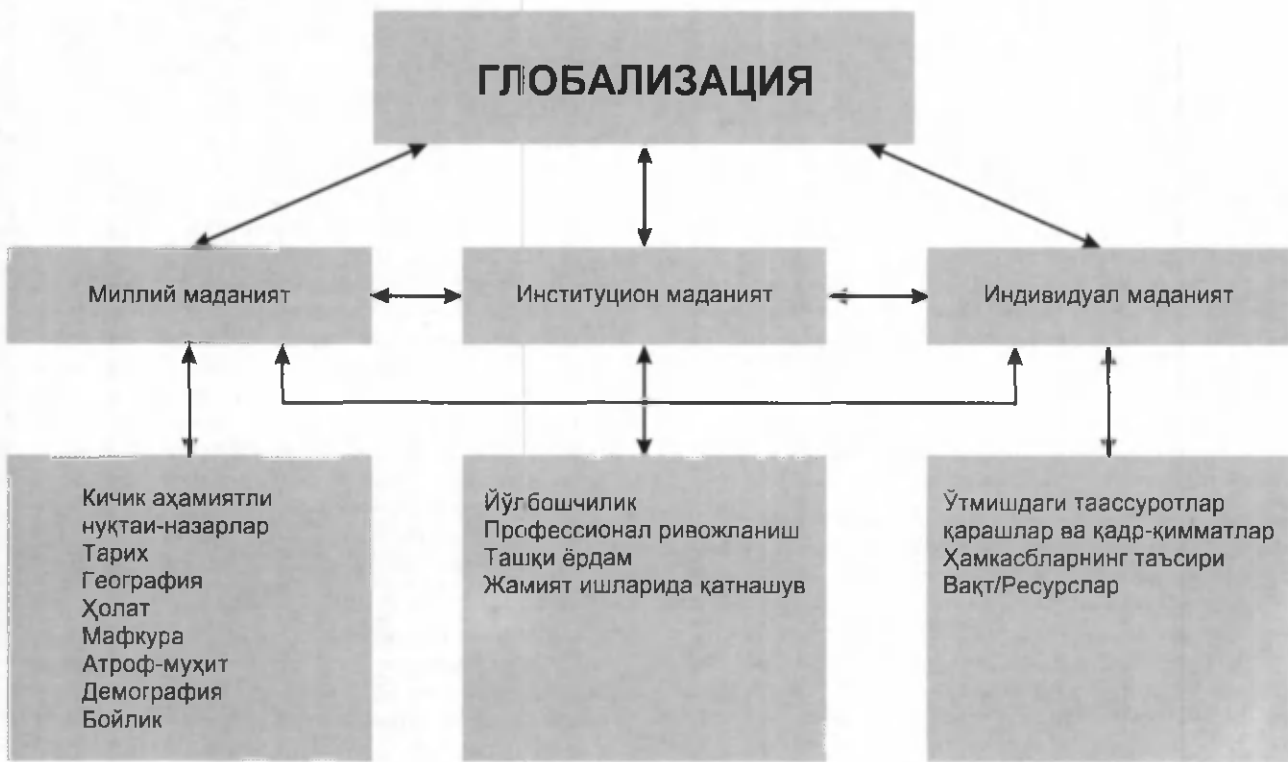 ГЛОБАЛИЗАЦИЯ
Миллий маданият
Институцион маданият
Индивидуал маданият
Кичик аҳамиятли
нуқтаи-назарлар
Тарих
География
Ҳолат
Мафкура
Атроф-муҳит
Демография
Бойлик
Йўлбошчилик
Профессионал ривожланиш
Ташқи ёрдам
Жамият ишларида қатнашув
Ўтмишдаги таассуротлар
қарашлар ва қадр-қимматлар
Ҳамкасбларнинг таъсири
Вақт/Ресурслар